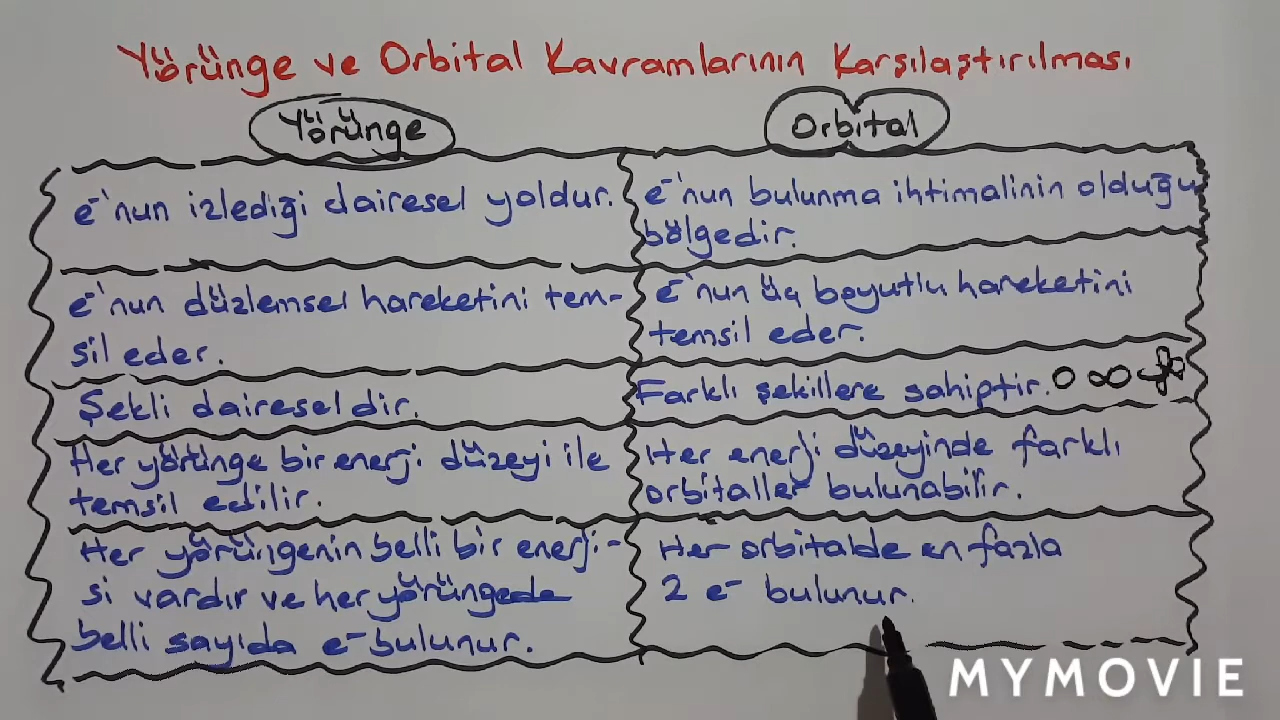 Yörünge ve Orbital Kavramlarının Karşılaştırılması
Yörünge
Orbital
e⁻'nun izlediği dairesel yoldur.
e⁻'nun bulunma ihtimalinin olduğu
bölgedir.
e⁻'nun düzlemsel hareketini tem-
sil eder.
e⁻'nun üç boyutlu hareketini
temsil eder.
Şekli daireseldir.
Farklı şekillere sahiptir.
Her yörünge bir enerji düzeyi ile
temsil edilir.
Her enerji düzeyinde farklı
orbitaller bulunabilir.
Her yörüngenin belli bir enerji-
si vardır ve her yörüngede
belli sayıda e⁻ bulunur.
Her orbitalde en fazla
2 e⁻ bulunur.
MYMOVIE